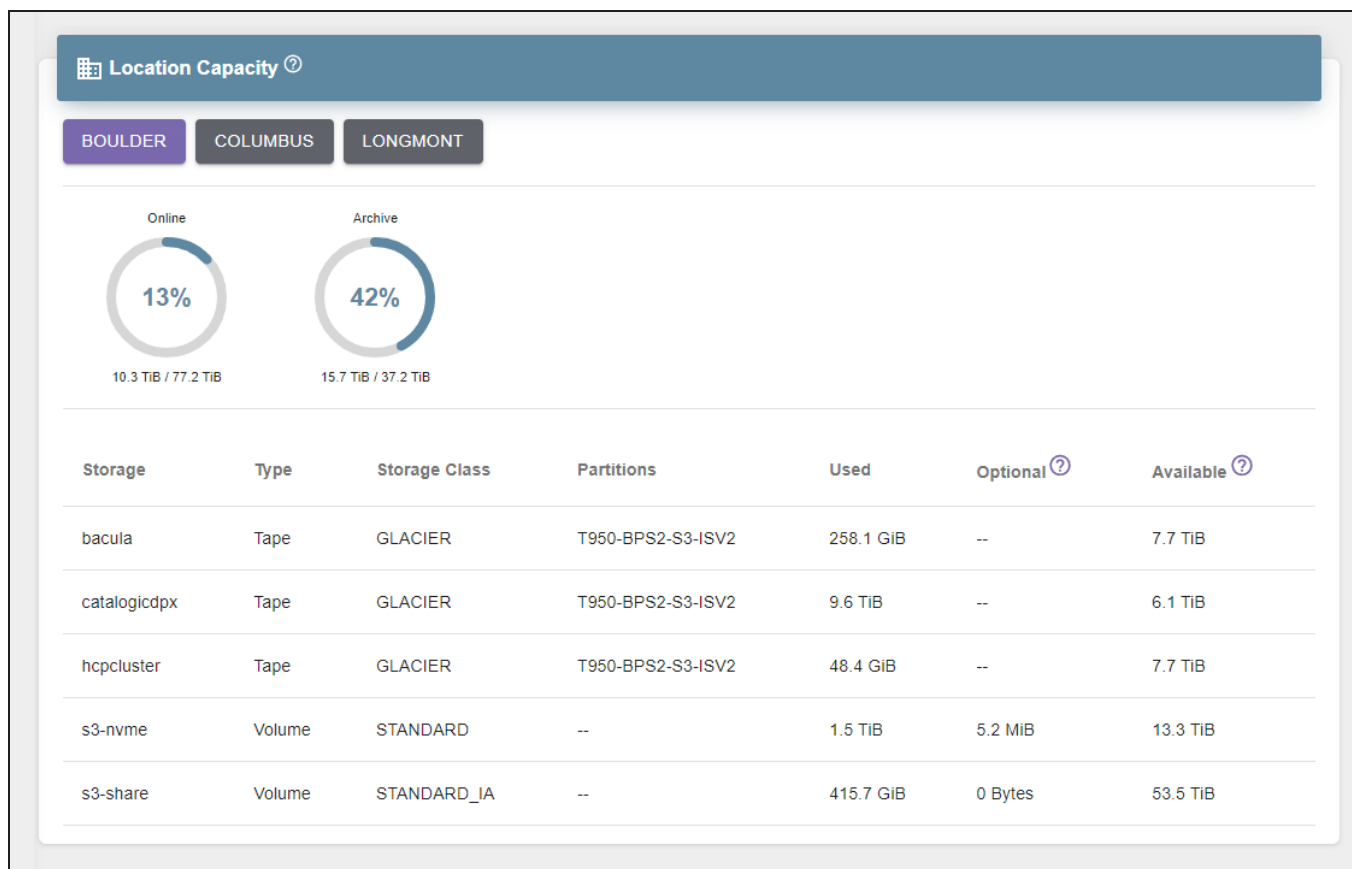 Location Capacity ?
BOULDER COLUMBUS LONGMONT
Online Archive
13% 42%
10.3 TiB / 77.2 TiB 15.7 TiB / 37.2 TiB
Storage Type Storage Class Partitions Used Optional ? Available ?
bacula Tape GLACIER T950-BPS2-S3-ISV2 258.1 GiB -- 7.7 TiB
catalogicdpx Tape GLACIER T950-BPS2-S3-ISV2 9.6 TiB -- 6.1 TiB
hcpcluster Tape GLACIER T950-BPS2-S3-ISV2 48.4 GiB -- 7.7 TiB
s3-nvme Volume STANDARD -- 1.5 TiB 5.2 MiB 13.3 TiB
s3-share Volume STANDARD_IA -- 415.7 GiB 0 Bytes 53.5 TiB